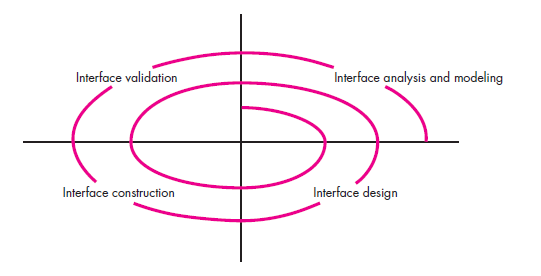 Interface validation
Interface analysis and modeling
Interface construction
Interface design